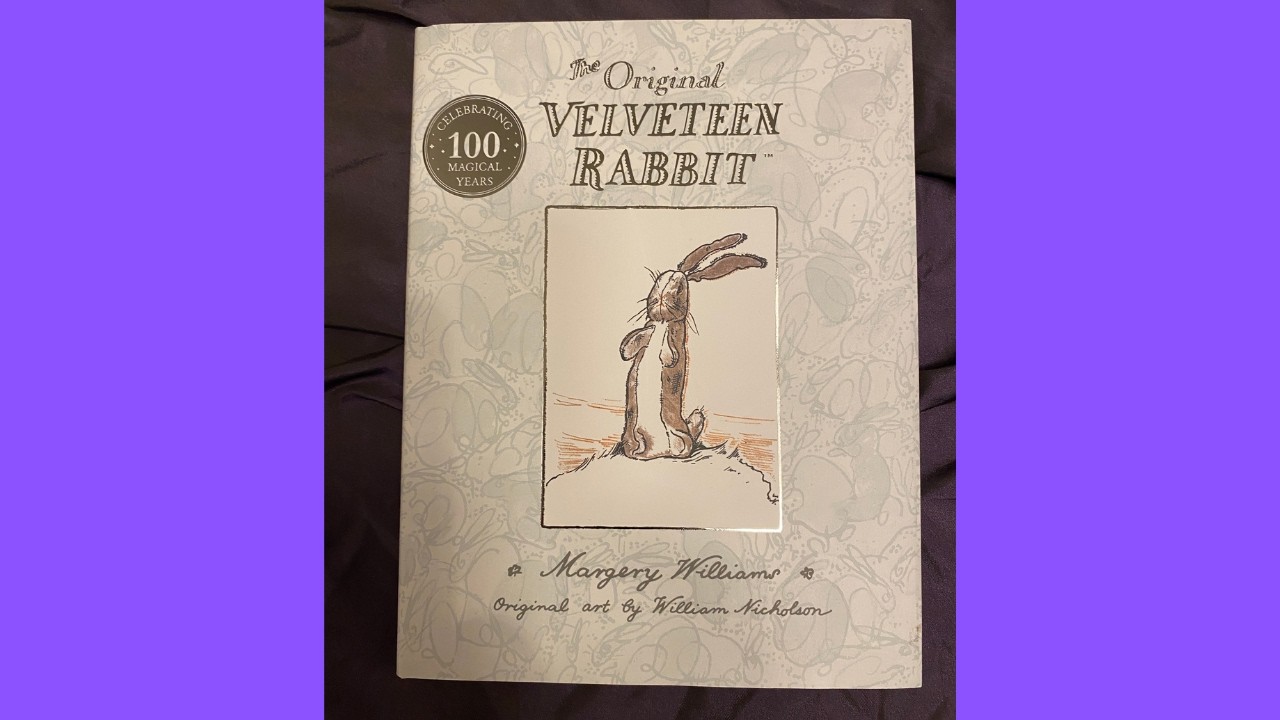 The Original
VELVETEEN
RABBIT™
CELEBRATING
100
MAGICAL
YEARS
Margery Williams
Original art by William Nicholson